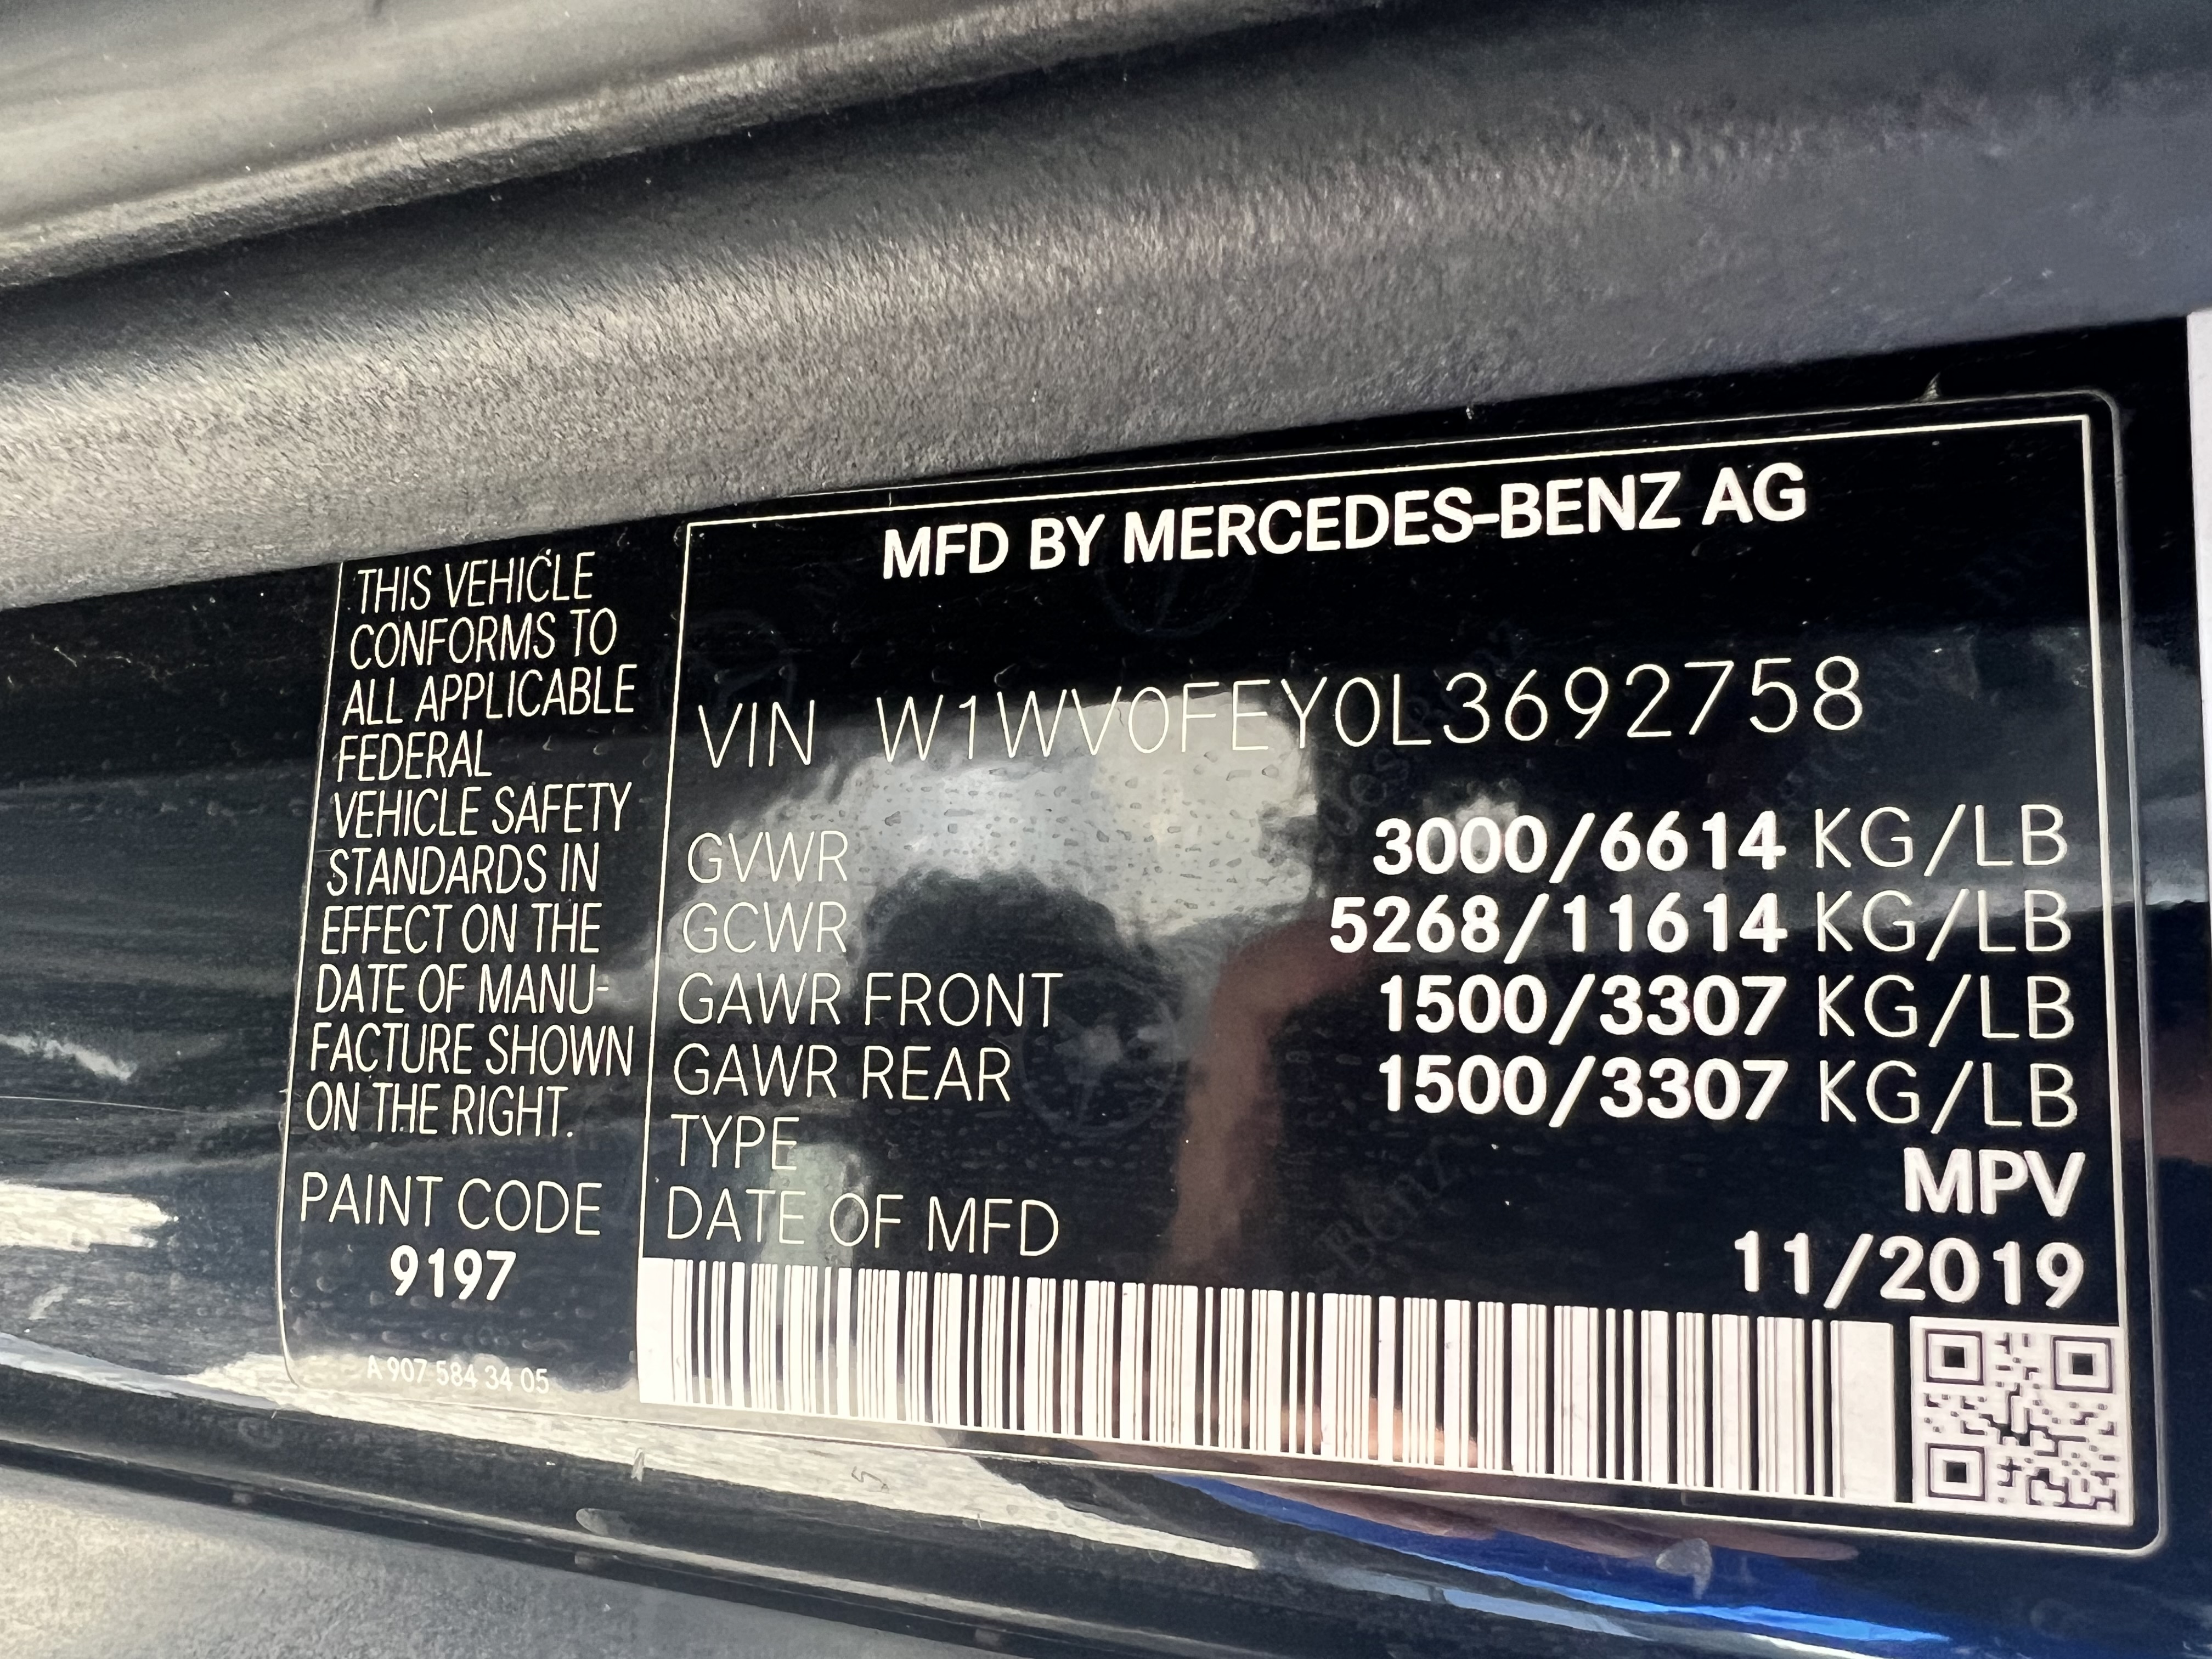 THIS VEHICLE
CONFORMS TO
ALL APPLICABLE
FEDERAL
VEHICLE SAFETY
STANDARDS IN
EFFECT ON THE
DATE OF MANU-
FACTURE SHOWN
ON THE RIGHT.
PAINT CODE
9197
A 907 584 34 05
MFD BY MERCEDES-BENZ AG
VIN W1WV0FEY0L3692758
GVWR 3000/6614 KG/LB
GCWR 5268/11614 KG/LB
GAWR FRONT 1500/3307 KG/LB
GAWR REAR 1500/3307 KG/LB
TYPE MPV
DATE OF MFD 11/2019
Benz